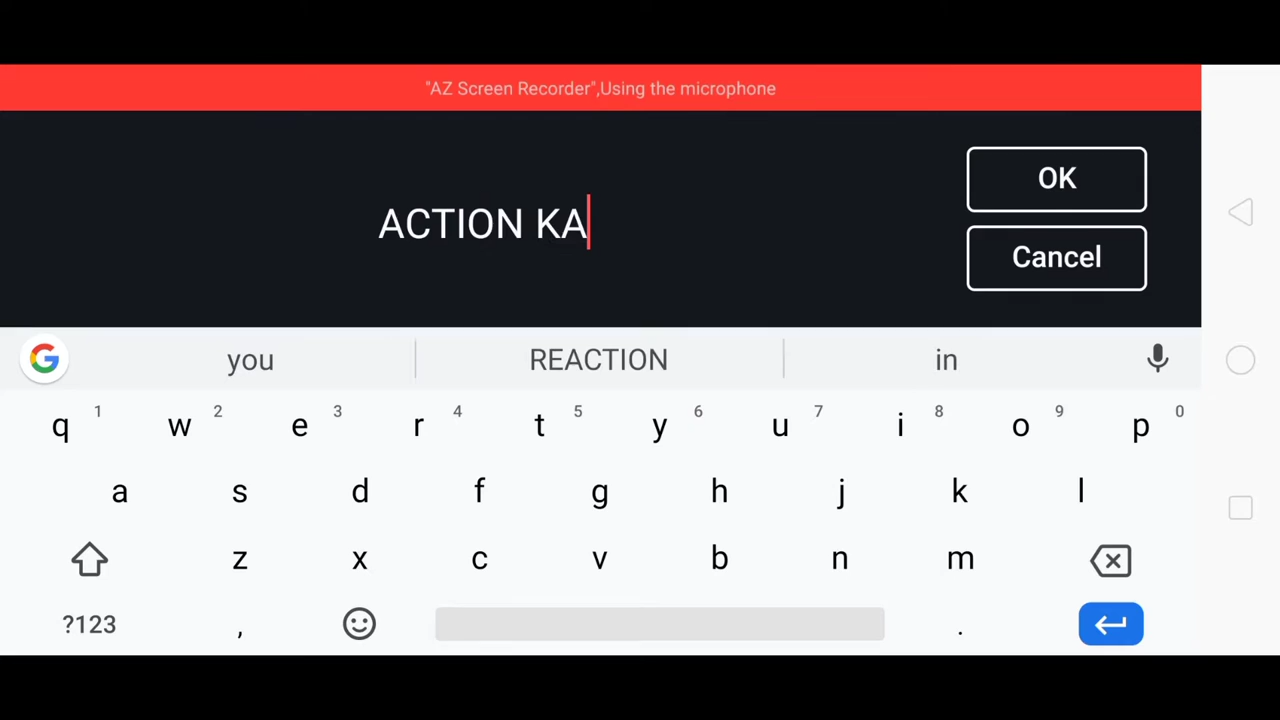 "AZ Screen Recorder",Using the microphone
ACTION KA
OK
Cancel
G you REACTION in
q 1 w 2 e 3 r 4 t 5 y 6 u 7 i 8 o 9 p 0
a s d f g h j k l
z x c v b n m
?123 , .